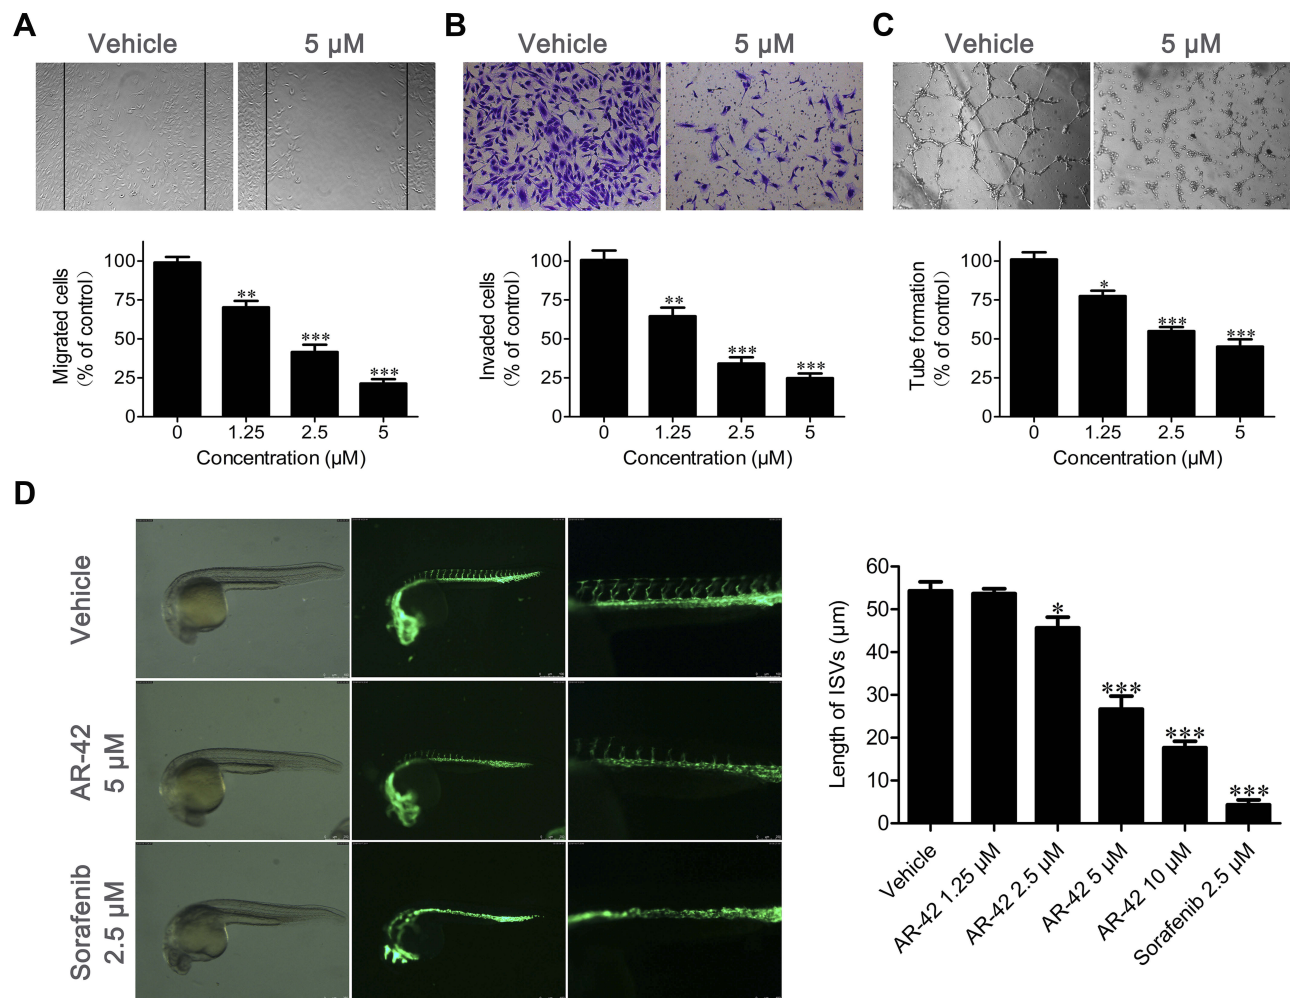 A
Vehicle
5 µM
B
Vehicle
5 µM
C
Vehicle
5 µM
Migrated cells
(% of control)
100
75
50
25
0
**
***
***
0
1.25
2.5
5
Concentration (µM)
Invaded cells
(% of control)
100
75
50
25
0
**
***
***
0
1.25
2.5
5
Concentration (µM)
Tube formation
(% of control)
100
75
50
25
0
*
***
***
0
1.25
2.5
5
Concentration (µM)
D
Vehicle
AR-42
5 µM
Sorafenib
2.5 µM
Length of ISVs (µm)
60
50
40
30
20
10
0
*
***
***
***
Vehicle
AR-42 1.25 µM
AR-42 2.5 µM
AR-42 5 µM
AR-42 10 µM
Sorafenib 2.5 µM